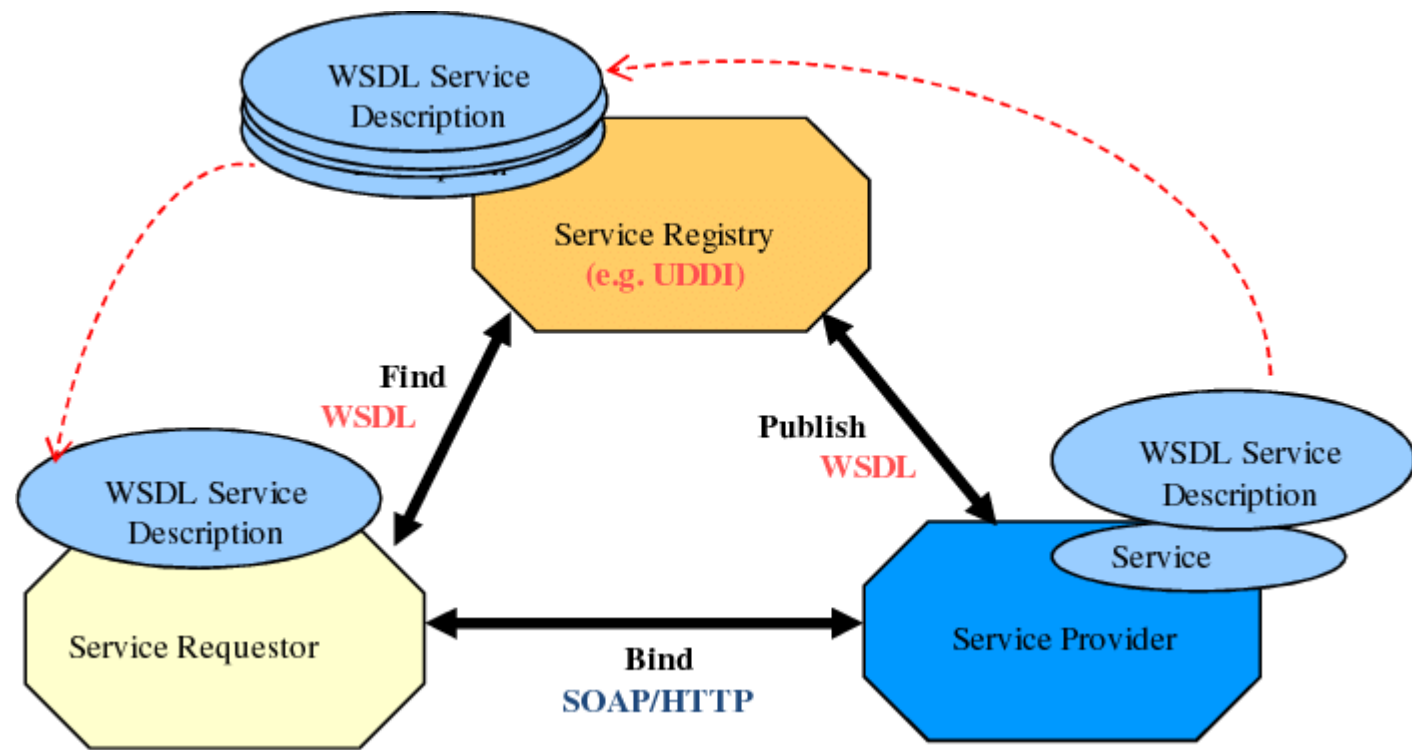 WSDL Service
Description
Service Registry
(e.g. UDDI)
Find
WSDL
Publish
WSDL
WSDL Service
Description
WSDL Service
Description
Service
Service Requestor
Service Provider
Bind
SOAP/HTTP